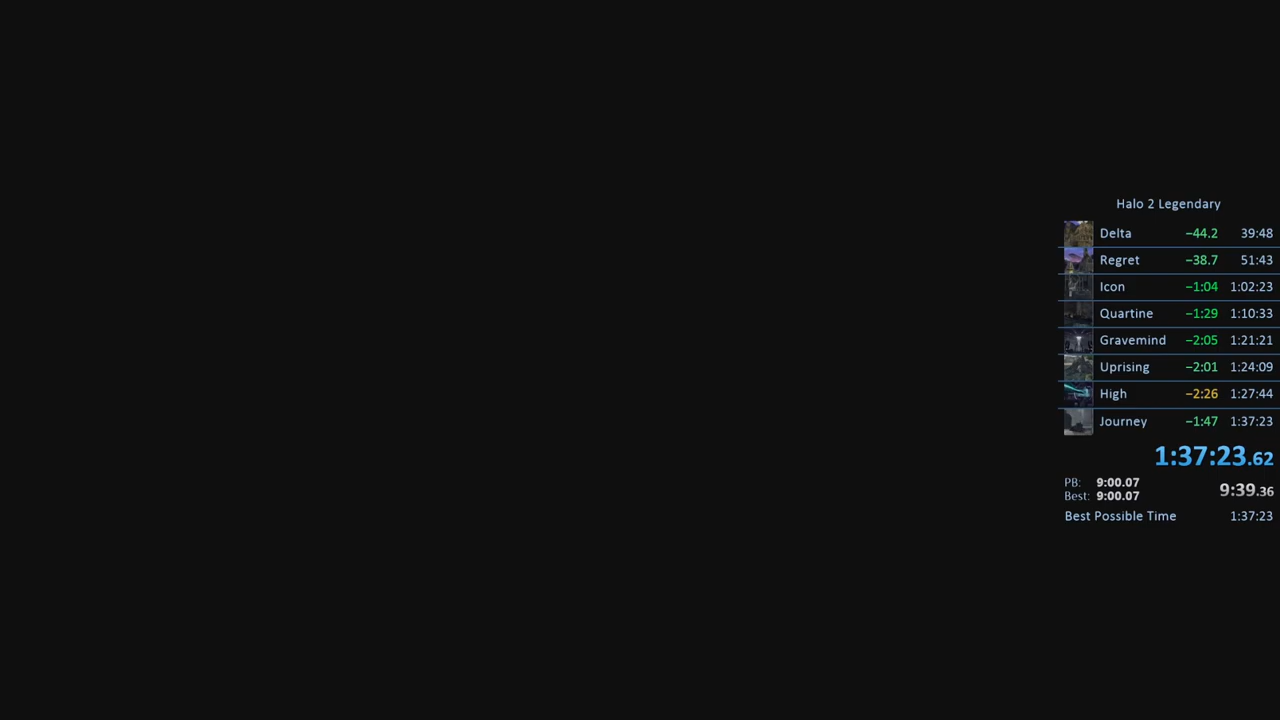 Halo 2 Legendary
Delta −44.2 39:48
Regret −38.7 51:43
Icon −1:04 1:02:23
Quartine −1:29 1:10:33
Gravemind −2:05 1:21:21
Uprising −2:01 1:24:09
High −2:26 1:27:44
Journey −1:47 1:37:23
1:37:23.62
PB: 9:00.07 9:39.36
Best: 9:00.07
Best Possible Time 1:37:23